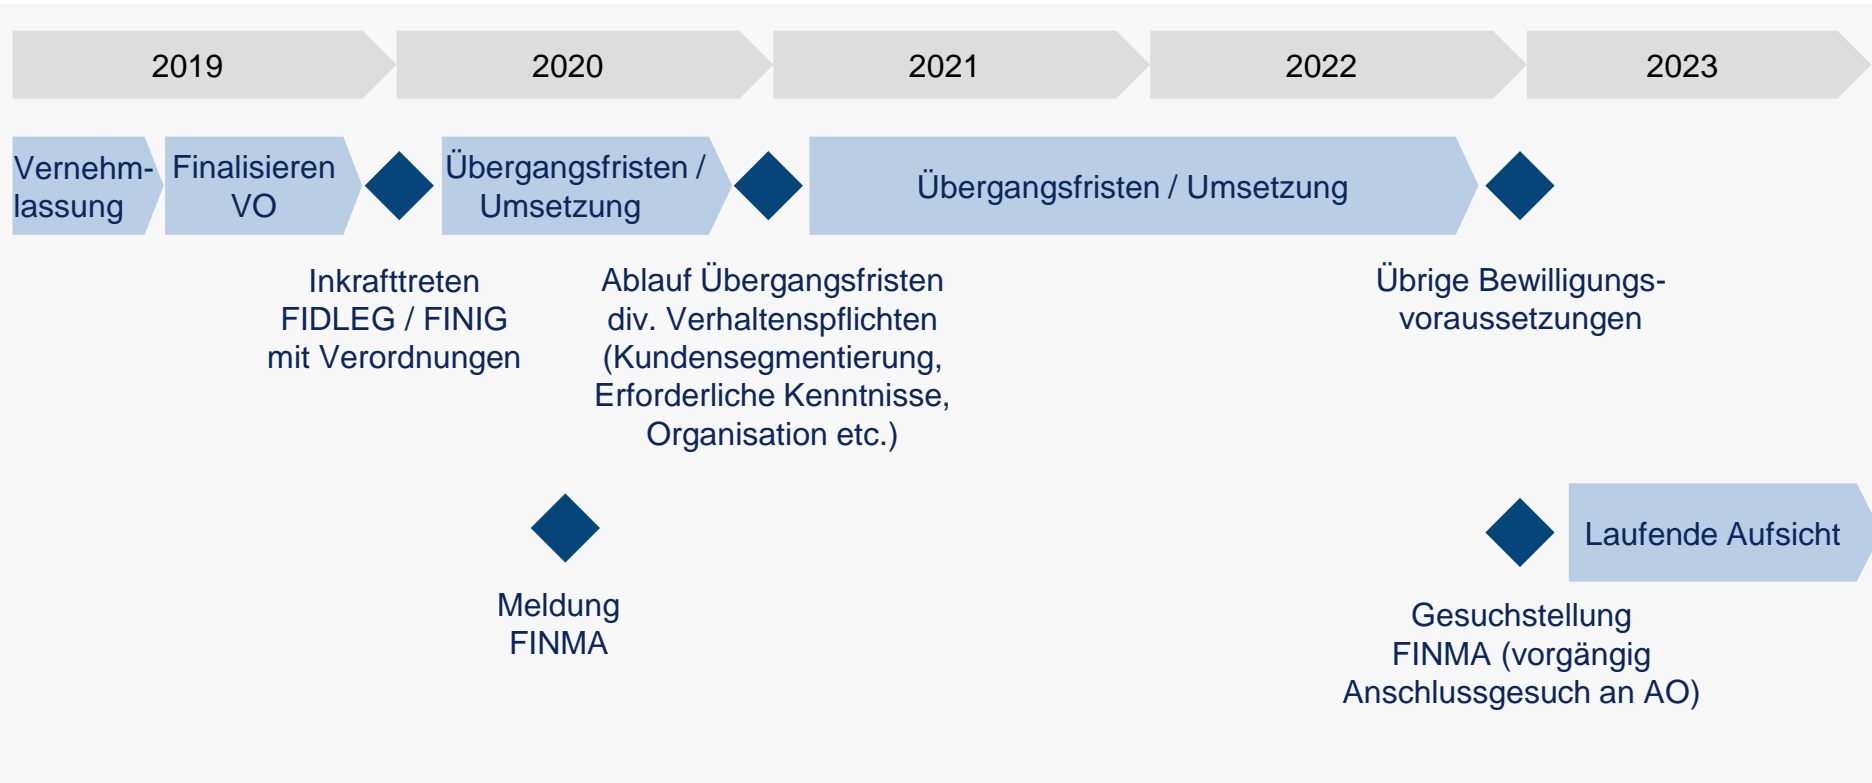 2019
2020
2021
2022
2023
Vernehm-
lassung
Finalisieren
VO
Übergangsfristen /
Umsetzung
Übergangsfristen / Umsetzung
Inkrafttreten
FIDLEG / FINIG
mit Verordnungen
Ablauf Übergangsfristen
div. Verhaltenspflichten
(Kundensegmentierung,
Erforderliche Kenntnisse,
Organisation etc.)
Übrige Bewilligungs-
voraussetzungen
Meldung
FINMA
Laufende Aufsicht
Gesuchstellung
FINMA (vorgängig
Anschlussgesuch an AO)